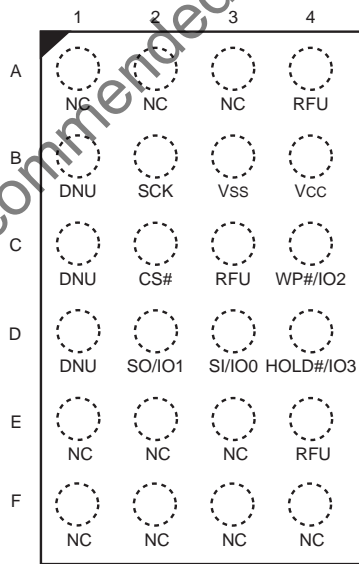 1 2 3 4
A
NC NC NC RFU
B
DNU SCK Vss Vcc
C
DNU CS# RFU WP#/IO2
D
DNU SO/IO1 SI/IO0 HOLD#/IO3
E
NC NC NC RFU
F
NC NC NC NC